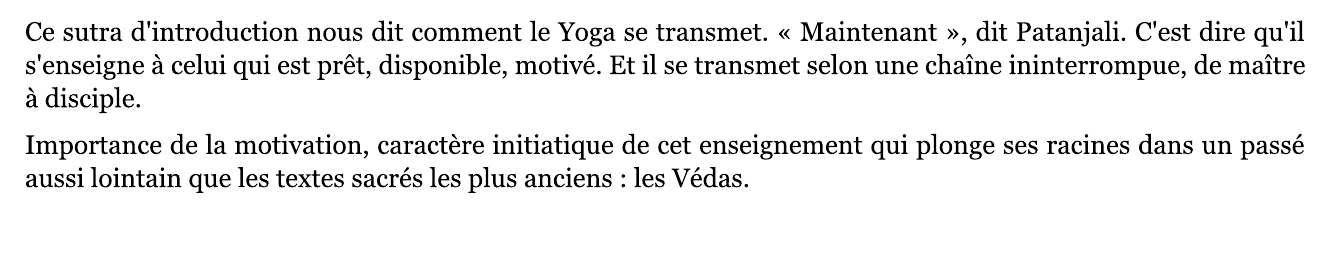 Ce sutra d'introduction nous dit comment le Yoga se transmet. « Maintenant », dit Patanjali. C'est dire qu'il
s'enseigne à celui qui est prêt, disponible, motivé. Et il se transmet selon une chaîne ininterrompue, de maître
à disciple.
Importance de la motivation, caractère initiatique de cet enseignement qui plonge ses racines dans un passé
aussi lointain que les textes sacrés les plus anciens : les Védas.